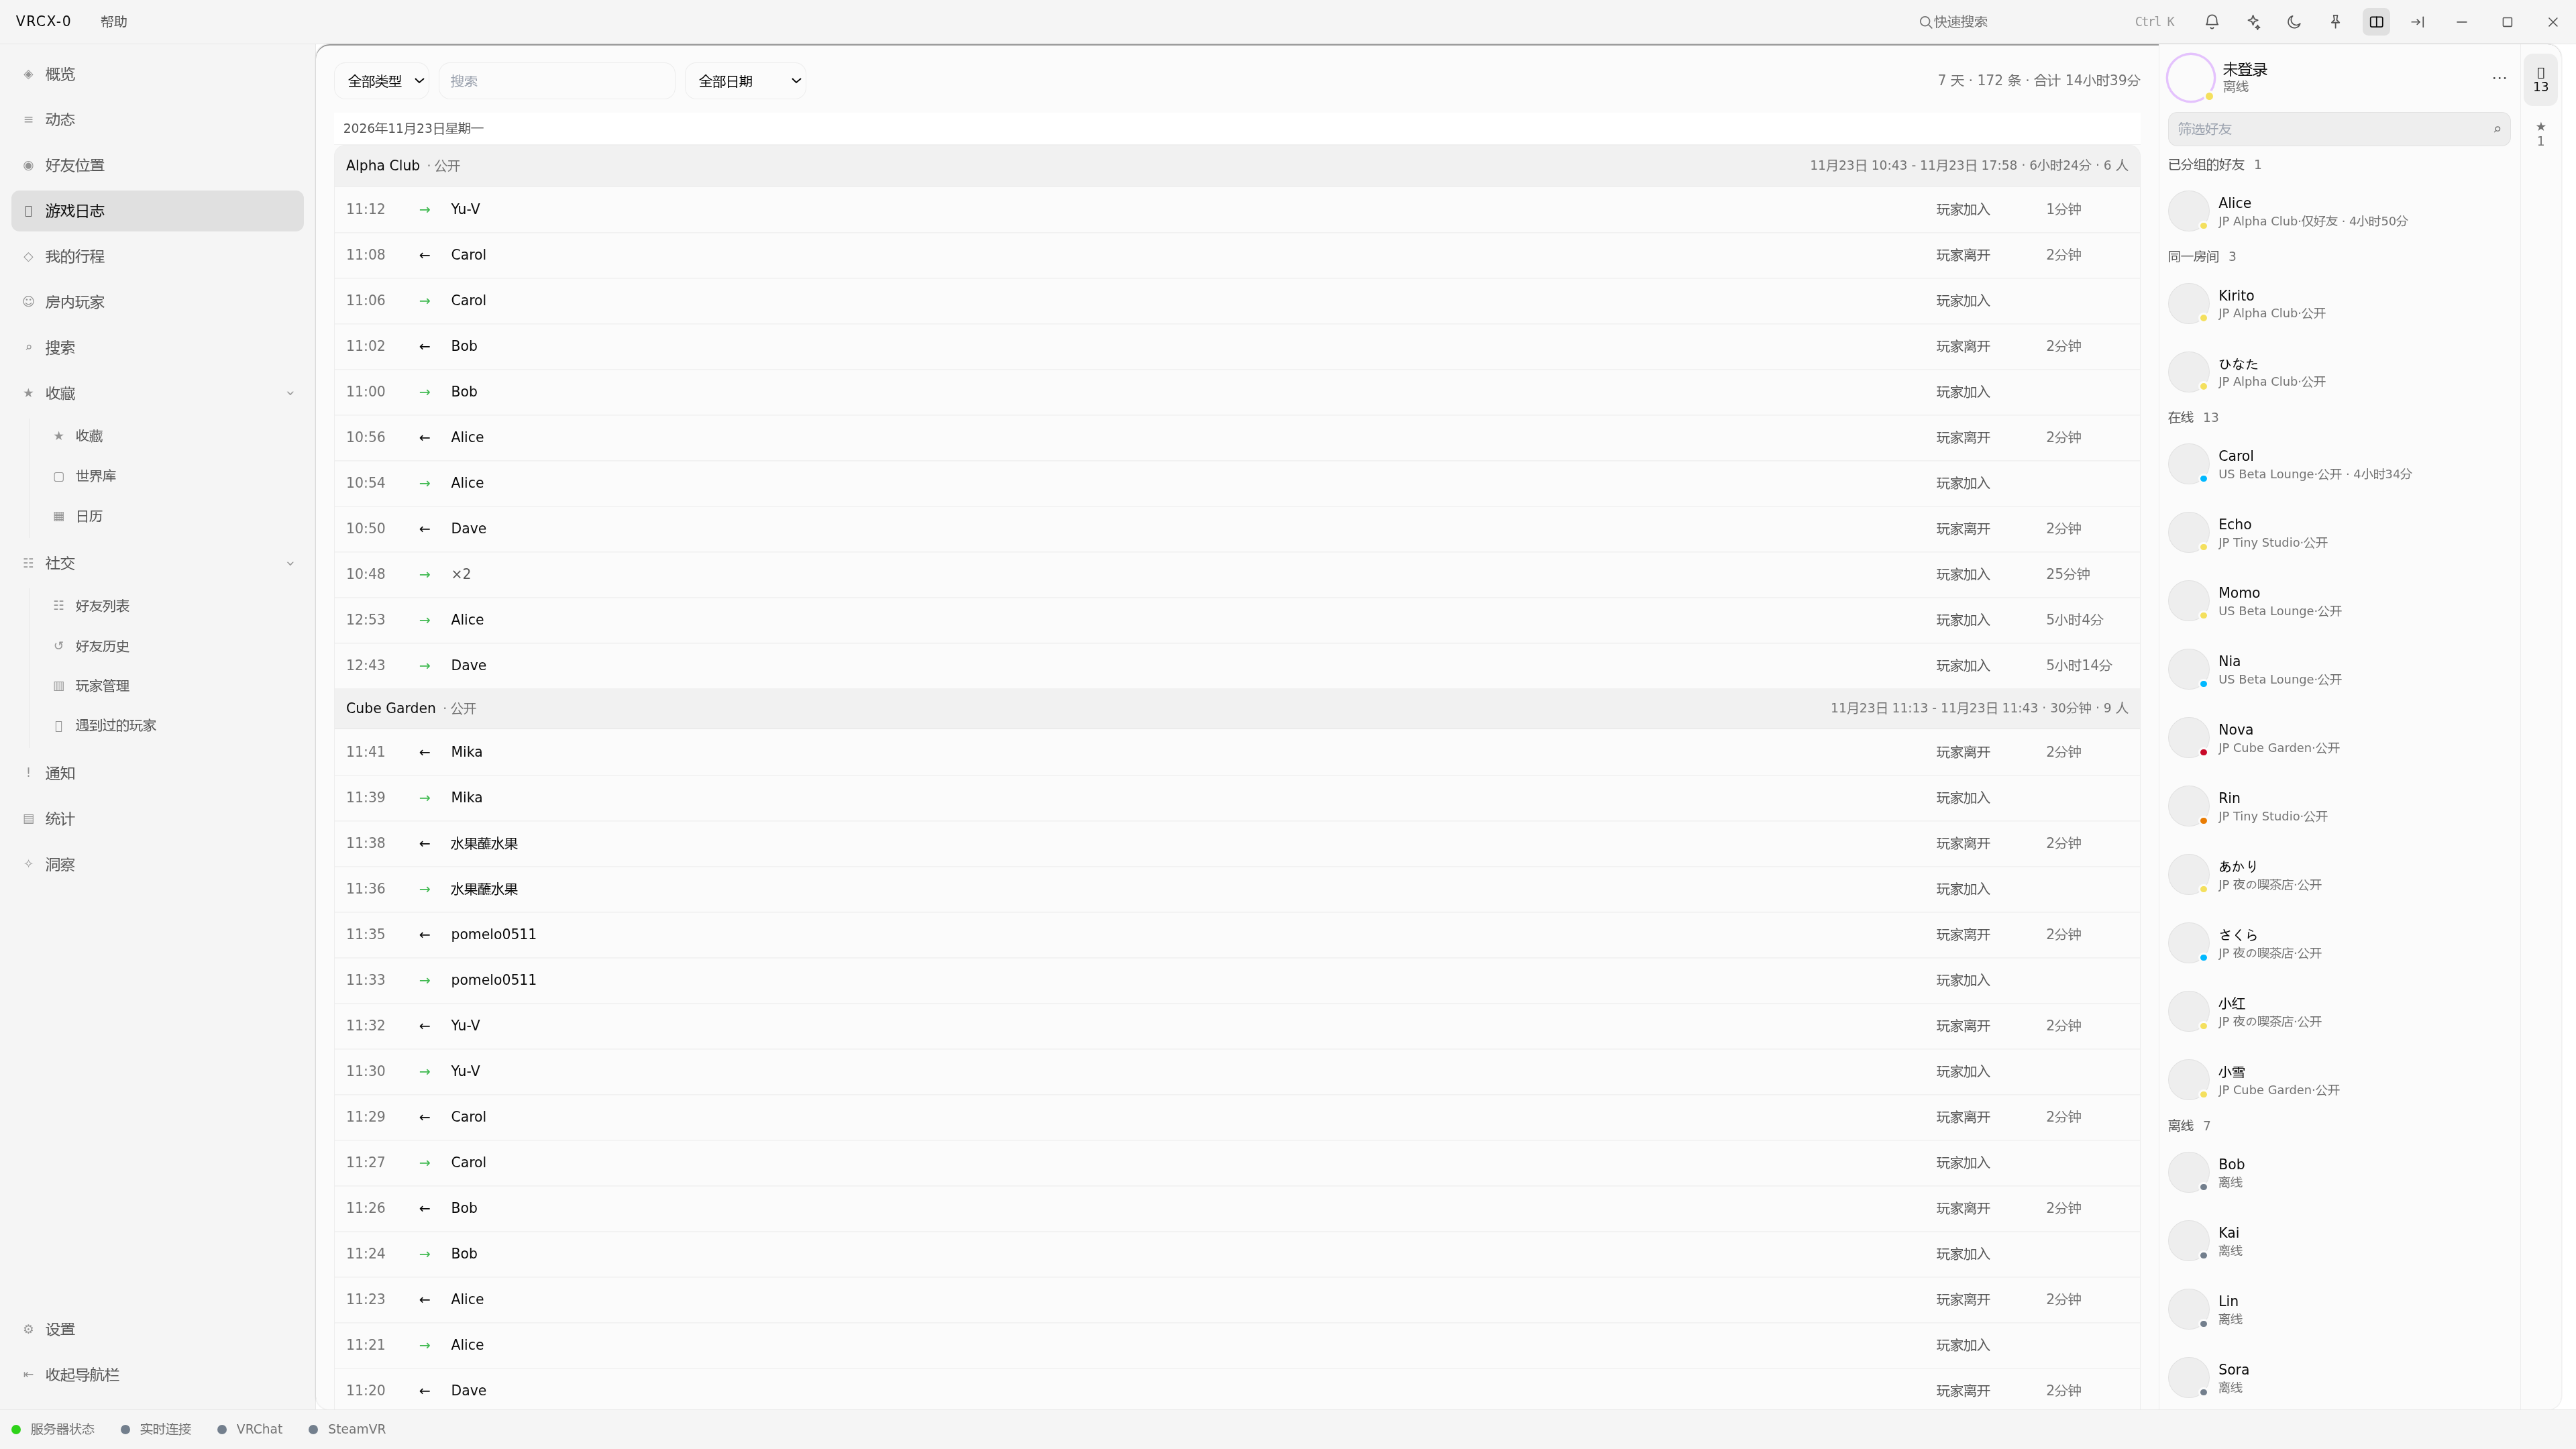 VRCX-0 帮助 快速搜索 Ctrl K
概览
动态
好友位置
游戏日志
我的行程
房内玩家
搜索
收藏
收藏
世界库
日历
社交
好友列表
好友历史
玩家管理
遇到过的玩家
通知
统计
洞察
设置
收起导航栏
全部类型 搜索 全部日期 7 天 · 172 条 · 合计 14小时39分
2026年11月23日星期一
Alpha Club · 公开 11月23日 10:43 - 11月23日 17:58 · 6小时24分 · 6 人
11:12 → Yu-V 玩家加入 1分钟
11:08 ← Carol 玩家离开 2分钟
11:06 → Carol 玩家加入
11:02 ← Bob 玩家离开 2分钟
11:00 → Bob 玩家加入
10:56 ← Alice 玩家离开 2分钟
10:54 → Alice 玩家加入
10:50 ← Dave 玩家离开 2分钟
10:48 → ×2 玩家加入 25分钟
12:53 → Alice 玩家加入 5小时4分
12:43 → Dave 玩家加入 5小时14分
Cube Garden · 公开 11月23日 11:13 - 11月23日 11:43 · 30分钟 · 9 人
11:41 ← Mika 玩家离开 2分钟
11:39 → Mika 玩家加入
11:38 ← 水果蘸水果 玩家离开 2分钟
11:36 → 水果蘸水果 玩家加入
11:35 ← pomelo0511 玩家离开 2分钟
11:33 → pomelo0511 玩家加入
11:32 ← Yu-V 玩家离开 2分钟
11:30 → Yu-V 玩家加入
11:29 ← Carol 玩家离开 2分钟
11:27 → Carol 玩家加入
11:26 ← Bob 玩家离开 2分钟
11:24 → Bob 玩家加入
11:23 ← Alice 玩家离开 2分钟
11:21 → Alice 玩家加入
11:20 ← Dave 玩家离开 2分钟
未登录
离线
筛选好友
已分组的好友 1
Alice
JP Alpha Club·仅好友 · 4小时50分
同一房间 3
Kirito
JP Alpha Club·公开
ひなた
JP Alpha Club·公开
在线 13
Carol
US Beta Lounge·公开 · 4小时34分
Echo
JP Tiny Studio·公开
Momo
US Beta Lounge·公开
Nia
US Beta Lounge·公开
Nova
JP Cube Garden·公开
Rin
JP Tiny Studio·公开
あかり
JP 夜の喫茶店·公开
さくら
JP 夜の喫茶店·公开
小红
JP 夜の喫茶店·公开
小雪
JP Cube Garden·公开
离线 7
Bob
离线
Kai
离线
Lin
离线
Sora
离线
13
★
1
服务器状态 实时连接 VRChat SteamVR